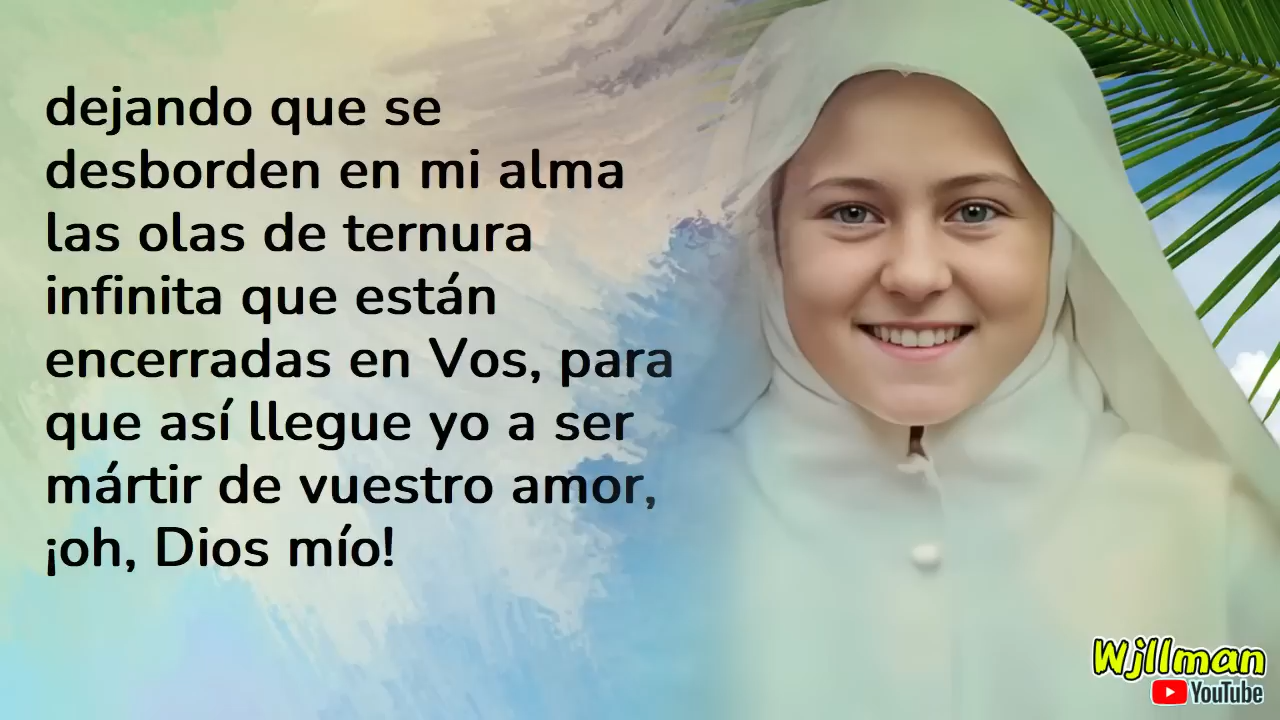 dejando que se
desborden en mi alma
las olas de ternura
infinita que están
encerradas en Vos, para
que así llegue yo a ser
mártir de vuestro amor,
¡oh, Dios mío!
Wjllman
YouTube